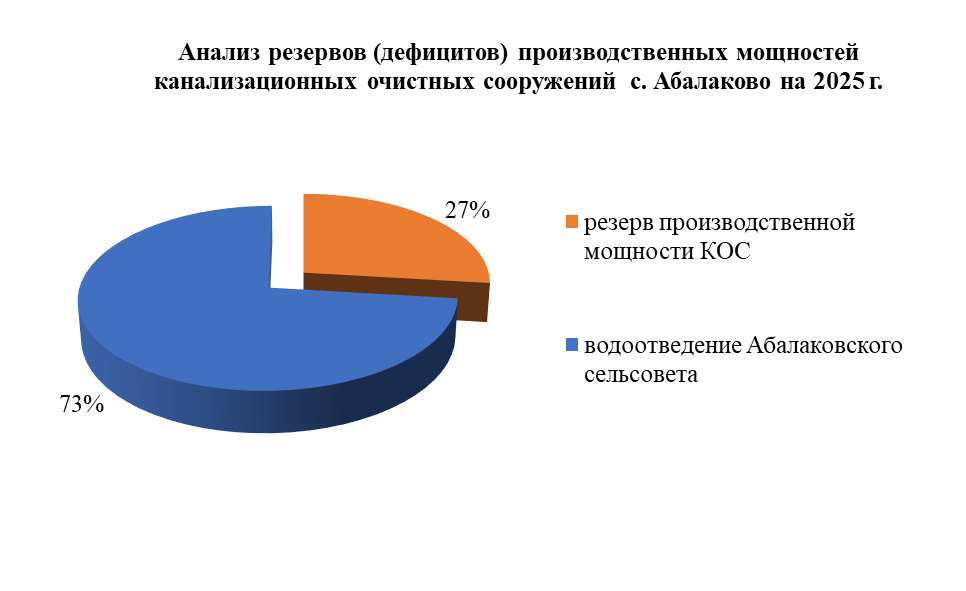 Анализ резервов (дефицитов) производственных мощностей
канализационных очистных сооружений с. Абалаково на 2025 г.
27%
резерв производственной
мощности КОС
водоотведение Абалаковского
сельсовета
73%